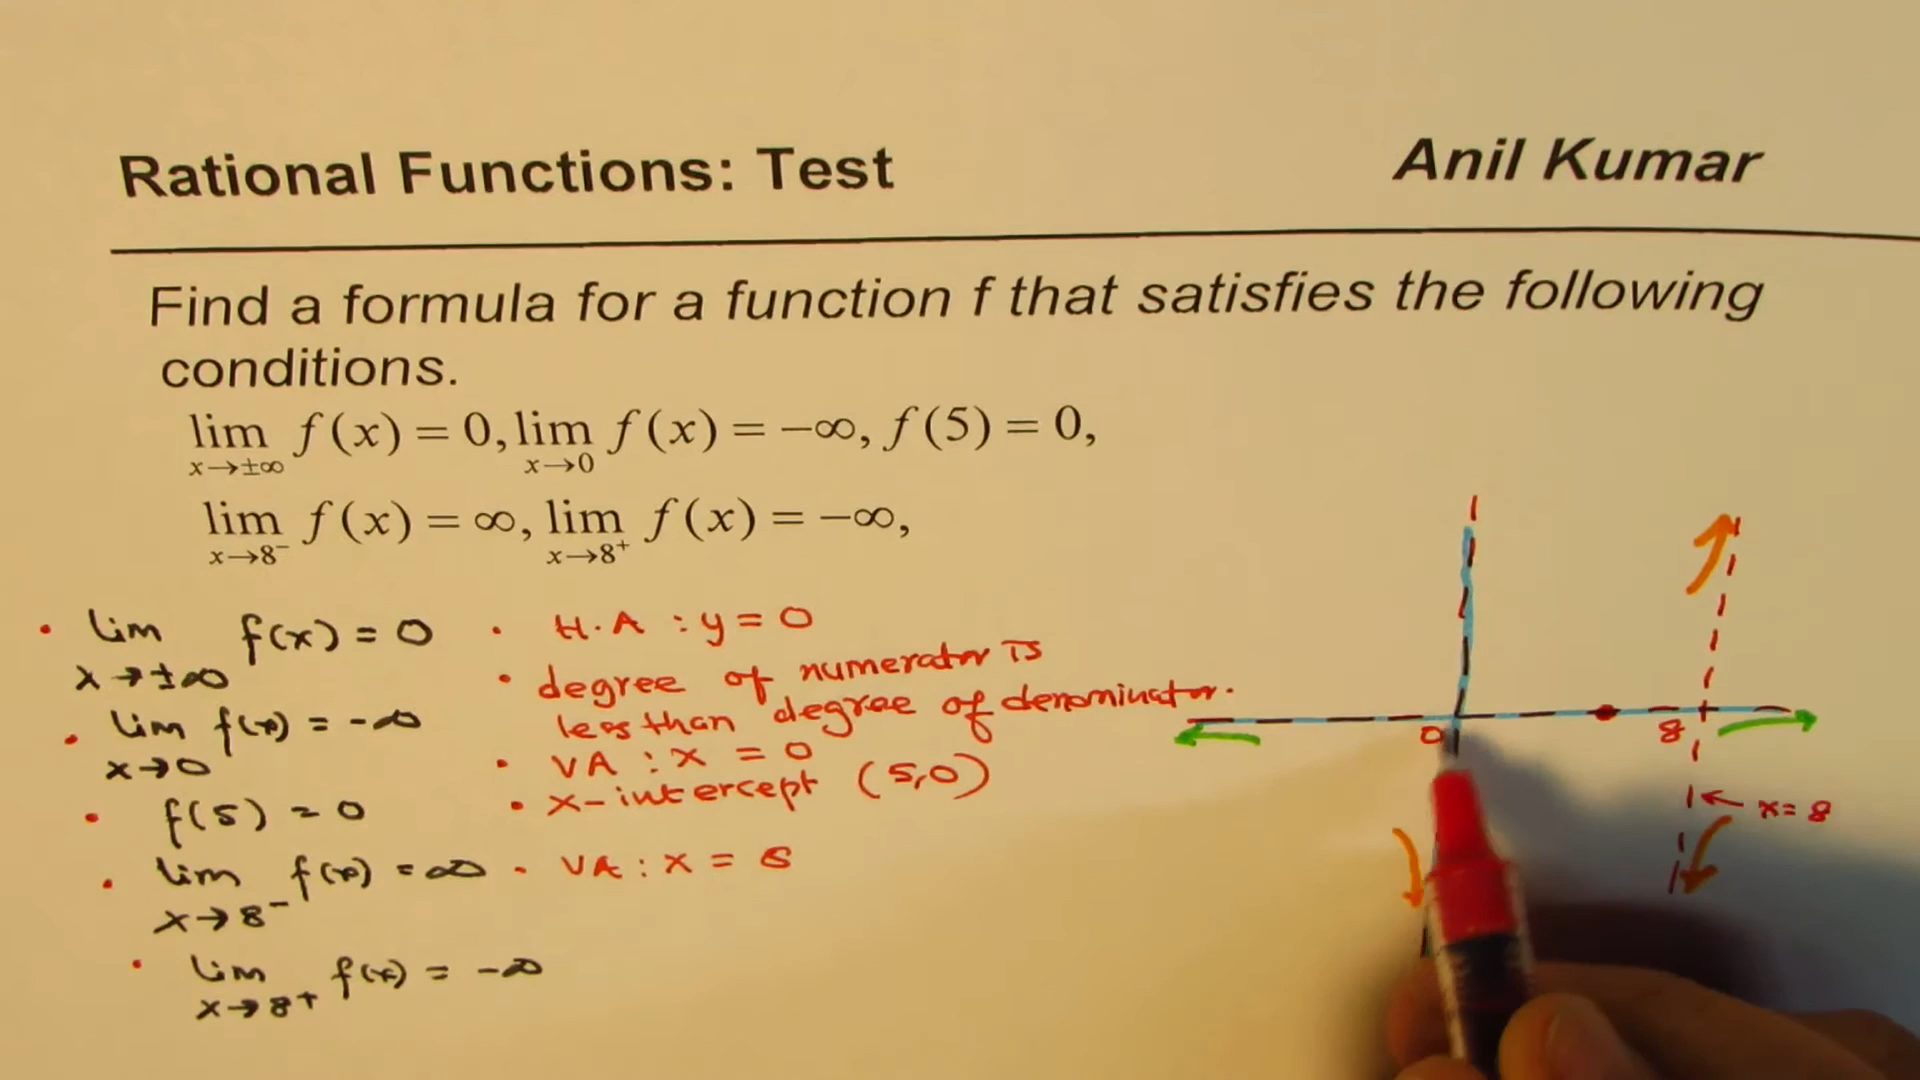 Rational Functions: Test
Anil Kumar
Find a formula for a function f that satisfies the following
conditions.
lim x→±∞ f(x) = 0, lim x→0 f(x) = −∞, f(5) = 0,
lim x→8⁻ f(x) = ∞, lim x→8⁺ f(x) = −∞,
• lim x→±∞ f(x) = 0
• H.A : y = 0
• degree of numerator is
less than degree of denominator.
• lim x→0 f(x) = -∞
• VA : x = 0
• f(5) = 0
• x-intercept (5,0)
• lim x→8⁻ f(x) = ∞
• VA : x = 8
• lim x→8+ f(x) = -∞
0
8
← x = 8